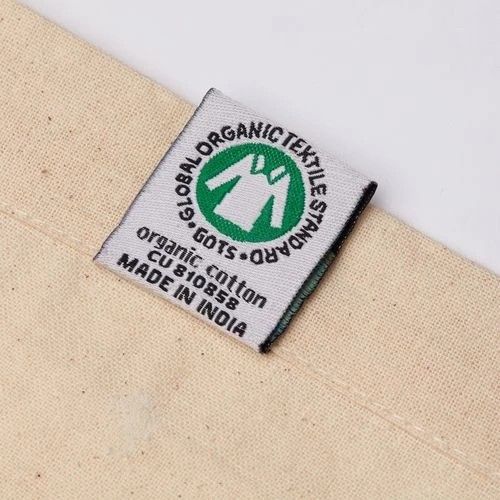 GLOBAL ORGANIC TEXTILE STANDARD
• GOTS •
organic cotton
CU 810858
MADE IN INDIA